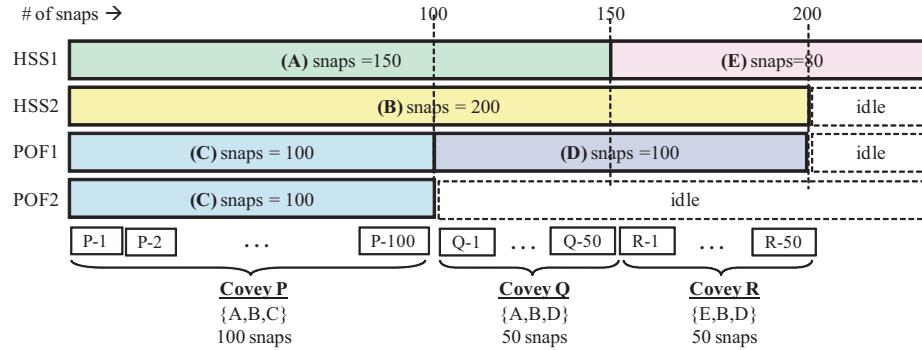 # of snaps → 100 150 200
HSS1 (A) snaps =150 (E) snaps=80
HSS2 (B) snaps = 200 idle
POF1 (C) snaps = 100 (D) snaps =100 idle
POF2 (C) snaps = 100 idle
P-1 P-2 ... P-100 Q-1 ... Q-50 R-1 ... R-50
Covey P Covey Q Covey R
{A,B,C} {A,B,D} {E,B,D}
100 snaps 50 snaps 50 snaps